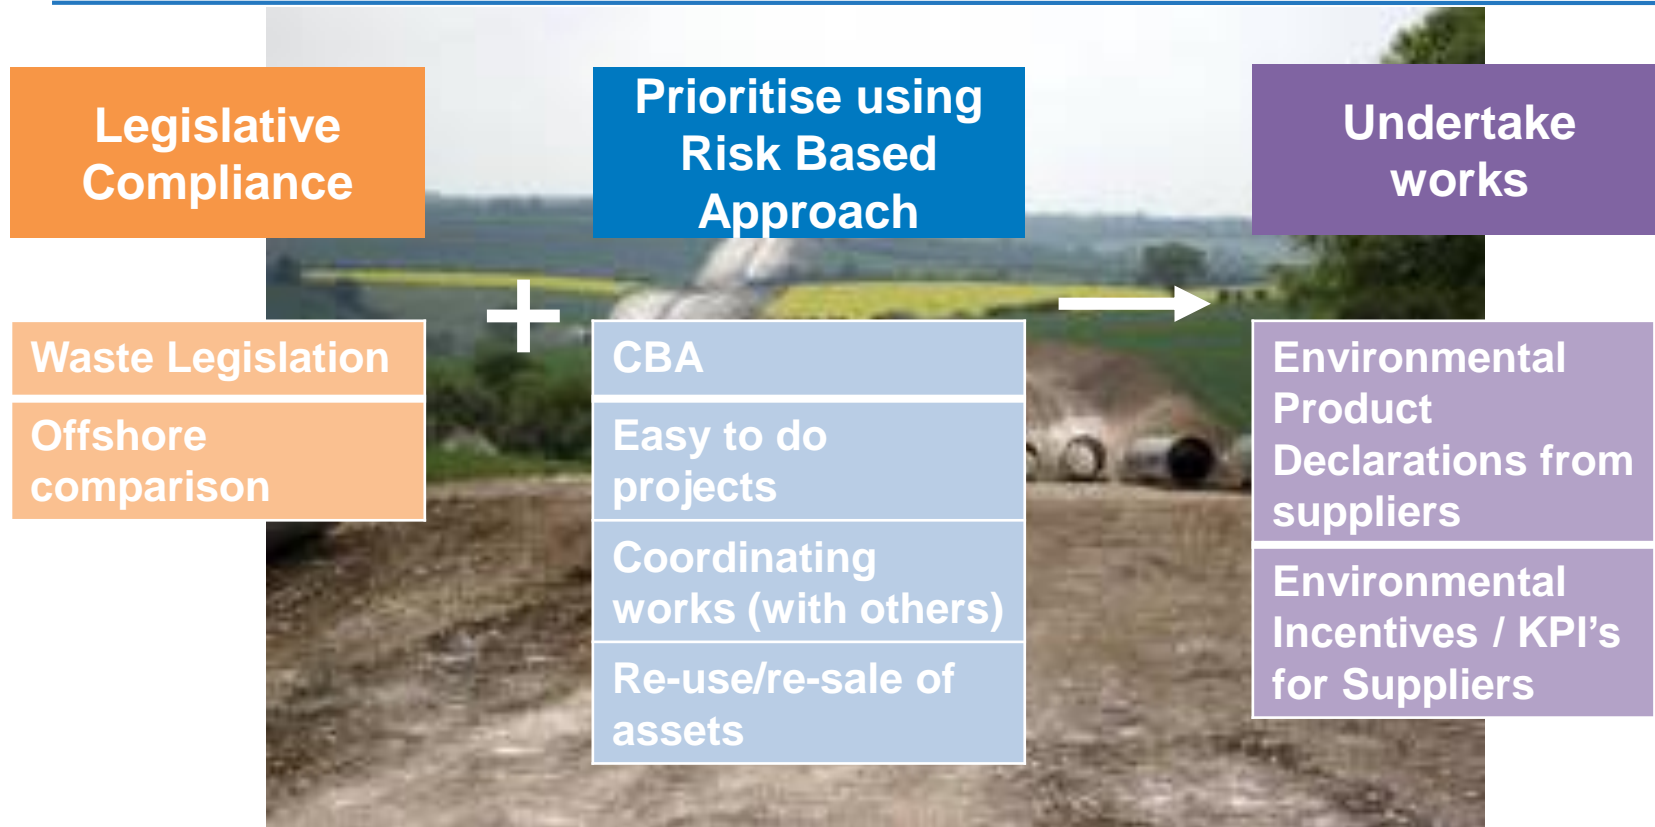 Legislative
Compliance
Waste Legislation
Offshore
comparison
+
Prioritise using
Risk Based
Approach
CBA
Easy to do
projects
Coordinating
works (with others)
Re-use/re-sale of
assets
Undertake
works
Environmental
Product
Declarations from
suppliers
Environmental
Incentives / KPI’s
for Suppliers